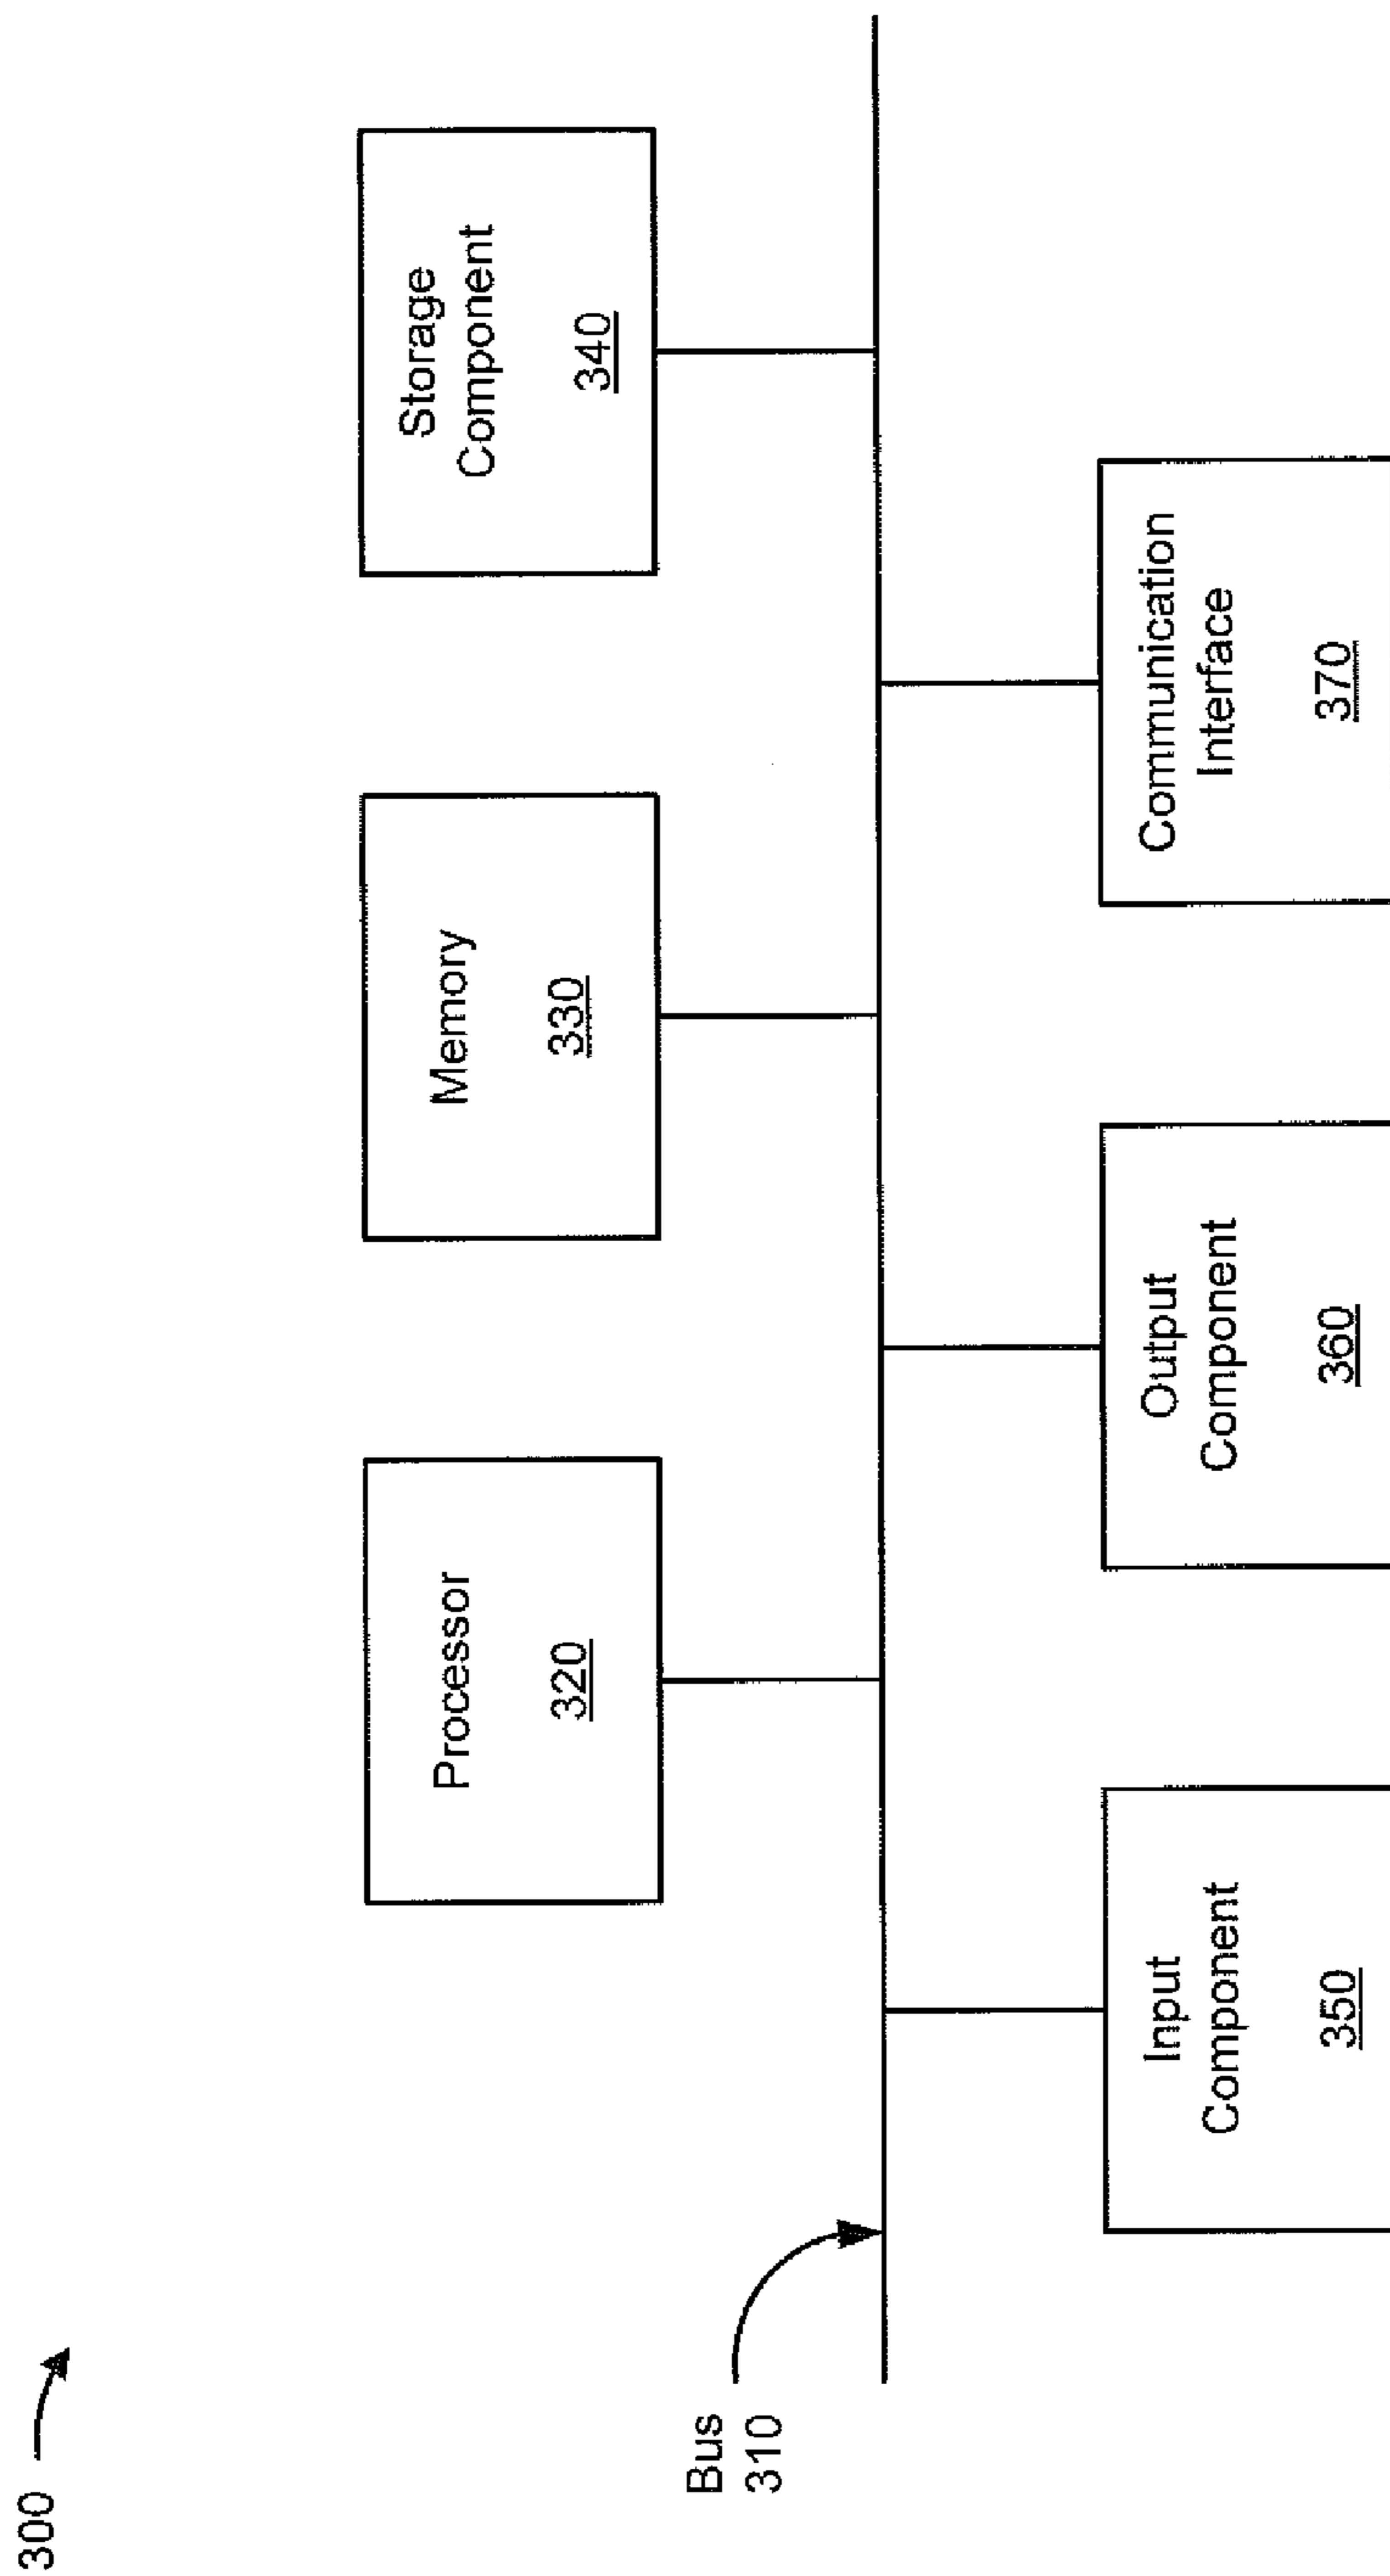 300
Processor
320
Memory
330
Storage
Component
340
Bus
310
Input
Component
350
Output
Component
360
Communication
Interface
370